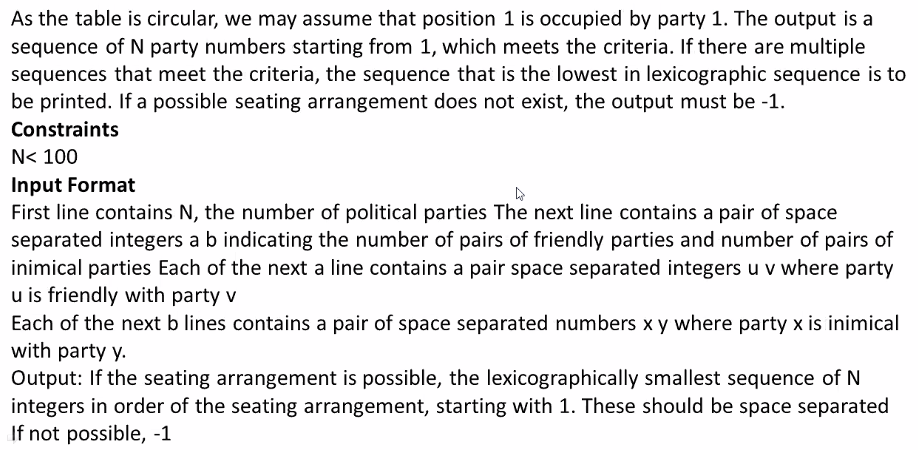 As the table is circular, we may assume that position 1 is occupied by party 1. The output is a
sequence of N party numbers starting from 1, which meets the criteria. If there are multiple
sequences that meet the criteria, the sequence that is the lowest in lexicographic sequence is to
be printed. If a possible seating arrangement does not exist, the output must be -1.
Constraints
N< 100
Input Format
First line contains N, the number of political parties The next line contains a pair of space
separated integers a b indicating the number of pairs of friendly parties and number of pairs of
inimical parties Each of the next a line contains a pair space separated integers u v where party
u is friendly with party v
Each of the next b lines contains a pair of space separated numbers x y where party x is inimical
with party y.
Output: If the seating arrangement is possible, the lexicographically smallest sequence of N
integers in order of the seating arrangement, starting with 1. These should be space separated
If not possible, -1